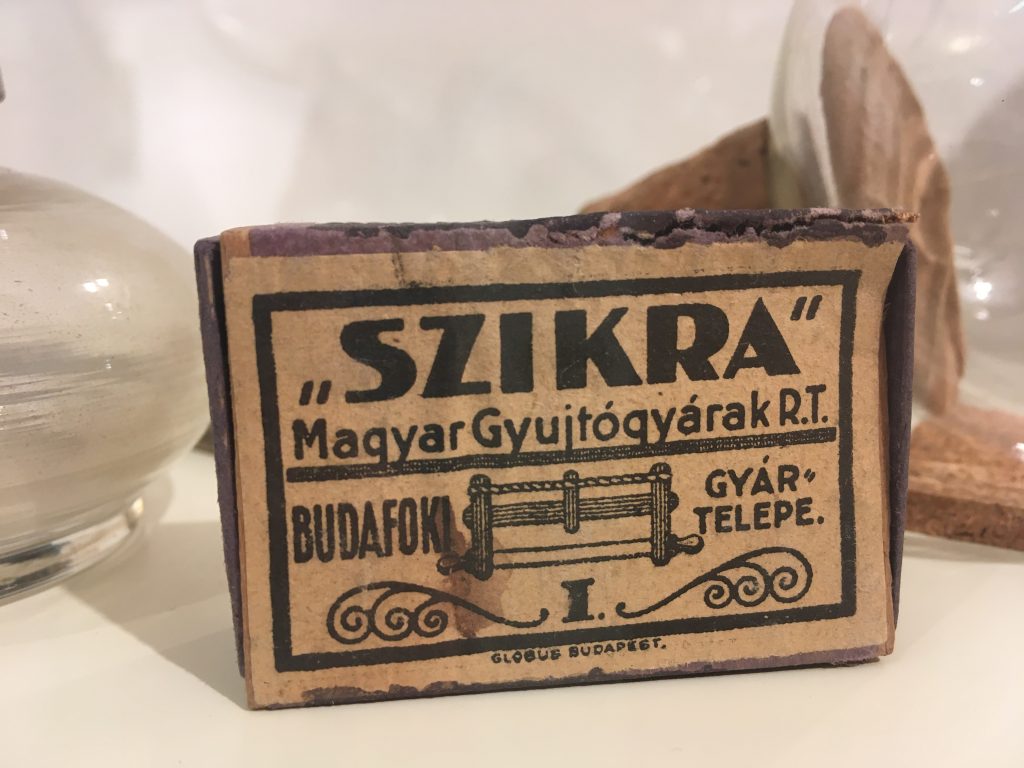 „SZIKRA”
Magyar Gyujtógyárak R.T.
BUDAFOKI GYÁR-
TELEPE.
I.
GLOBUS BUDAPEST.